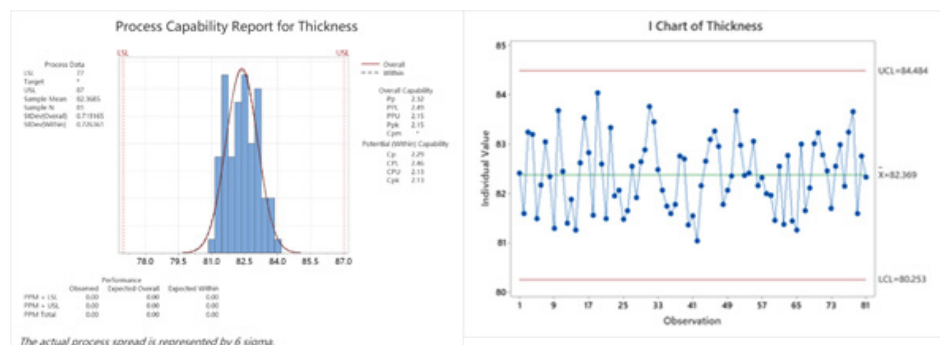 Process Capability Report for Thickness
LSL USL
Process Data
LSL 77
Target *
USL 87
Sample Mean 82.3685
Sample N 81
StDev(Overall) 0.719165
StDev(Within) 0.726361
Overall
Within
Overall Capability
Pp 2.32
PPL 2.49
PPU 2.15
Ppk 2.15
Cpm *
Potential (Within) Capability
Cp 2.29
CPL 2.46
CPU 2.13
Cpk 2.13
78.0 79.5 81.0 82.5 84.0 85.5 87.0
Performance
Observed Expected Overall Expected Within
PPM < LSL 0.00 0.00 0.00
PPM > USL 0.00 0.00 0.00
PPM Total 0.00 0.00 0.00
The actual process spread is represented by 6 sigma.
I Chart of Thickness
Individual Value
85
84
83
82
81
80
UCL=84.484
X̄=82.369
LCL=80.253
1 9 17 25 33 41 49 57 65 73 81
Observation